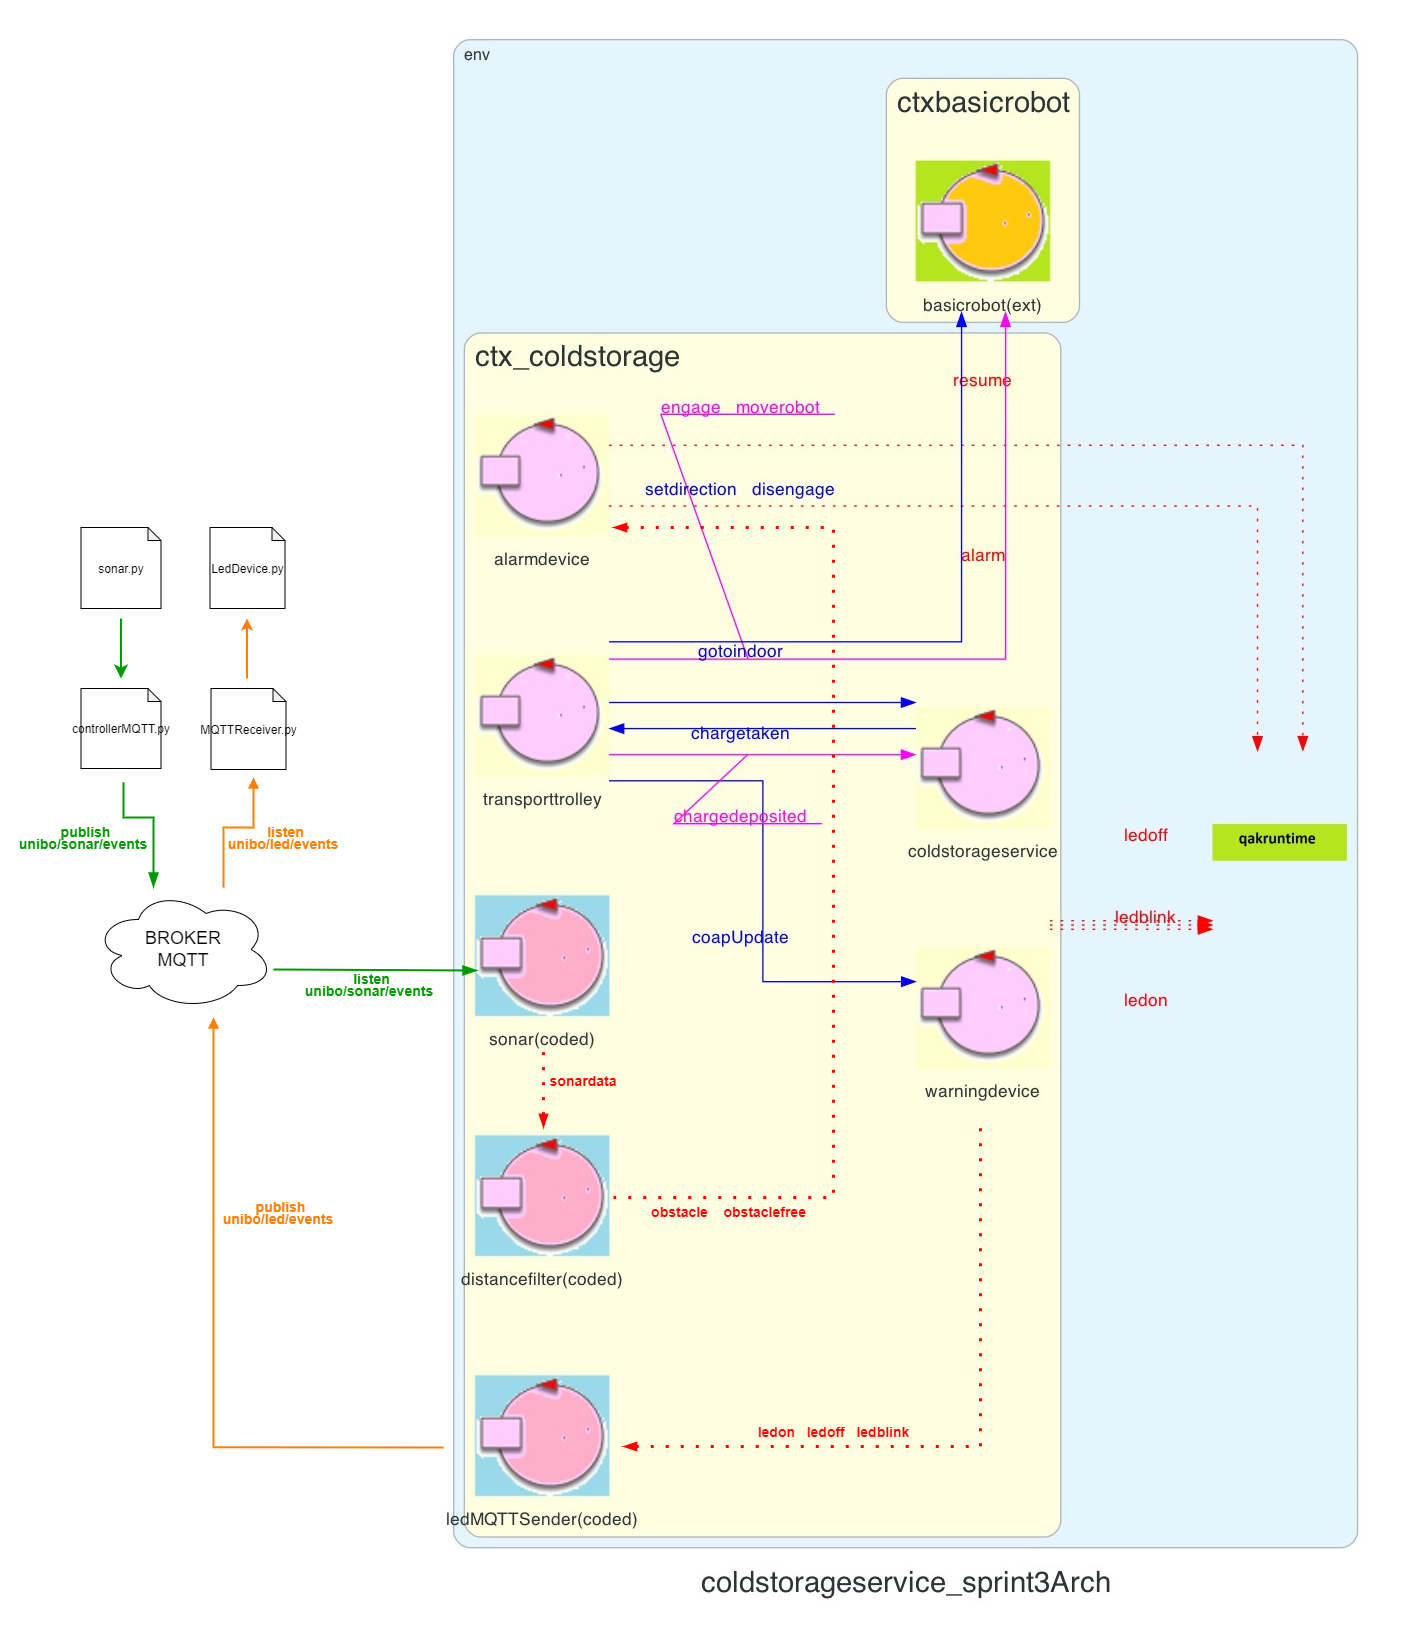 env
ctxbasicrobot
basicrobot(ext)
ctx_coldstorage
resume
engage moverobot
setdirection disengage
alarmdevice
alarm
sonar.py
LedDevice.py
gotoindoor
controllerMQTT.py
MQTTReceiver.py
chargetaken
transporttrolley
chargedeposited
coldstorageservice
publish
unibo/sonar/events
listen
unibo/led/events
ledoff
qakruntime
ledblink
BROKER
MQTT
coapUpdate
listen
unibo/sonar/events
ledon
sonar(coded)
sonardata
warningdevice
publish
unibo/led/events
obstacle obstaclefree
distancefilter(coded)
ledon ledoff ledblink
ledMQTTSender(coded)
coldstorageservice_sprint3Arch